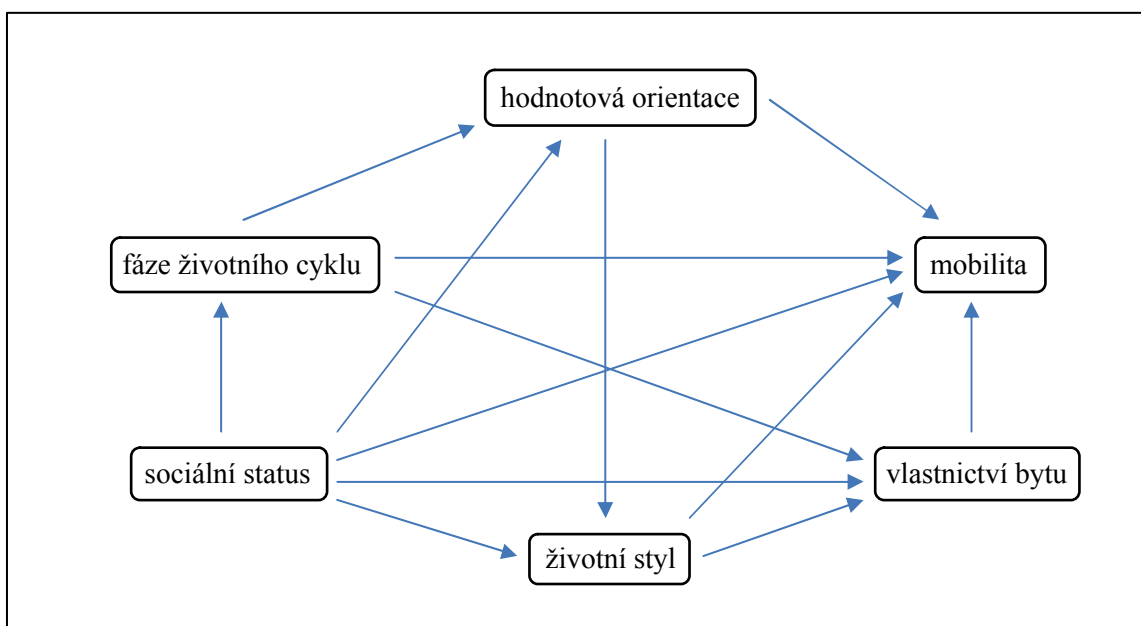 hodnotová orientace
fáze životního cyklu
mobilita
sociální status
vlastnictví bytu
životní styl